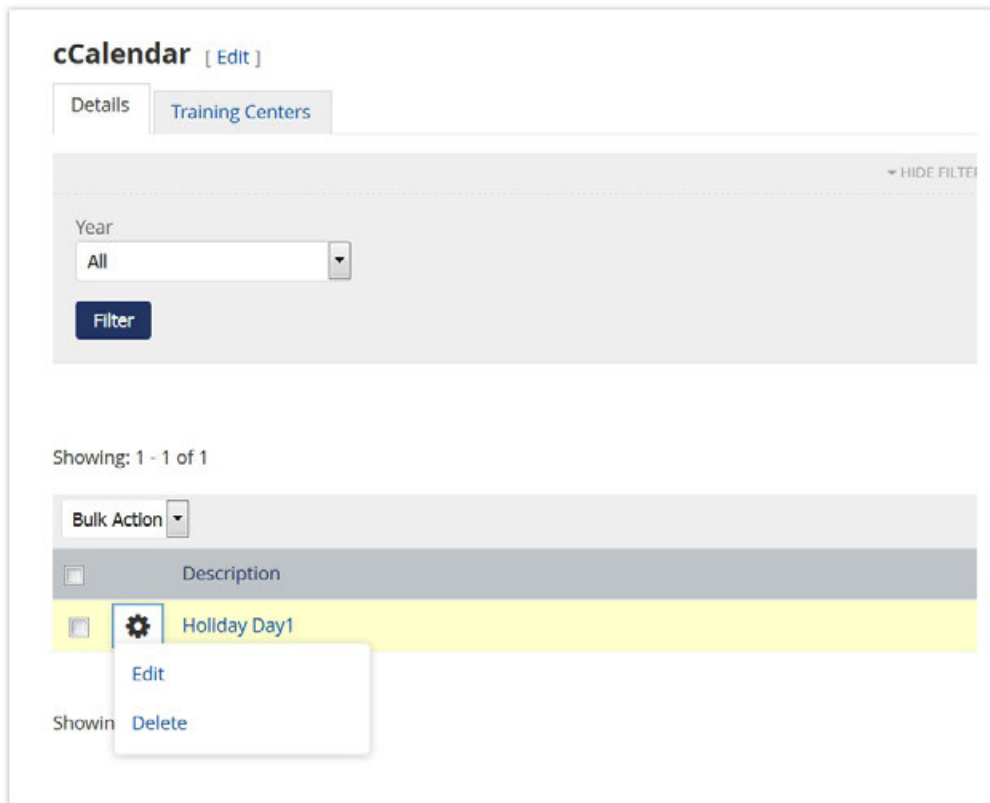 cCalendar [ Edit ]
Details Training Centers
HIDE FILTER
Year
All
Filter
Showing: 1 - 1 of 1
Bulk Action
Description
Holiday Day1
Edit
Showin Delete